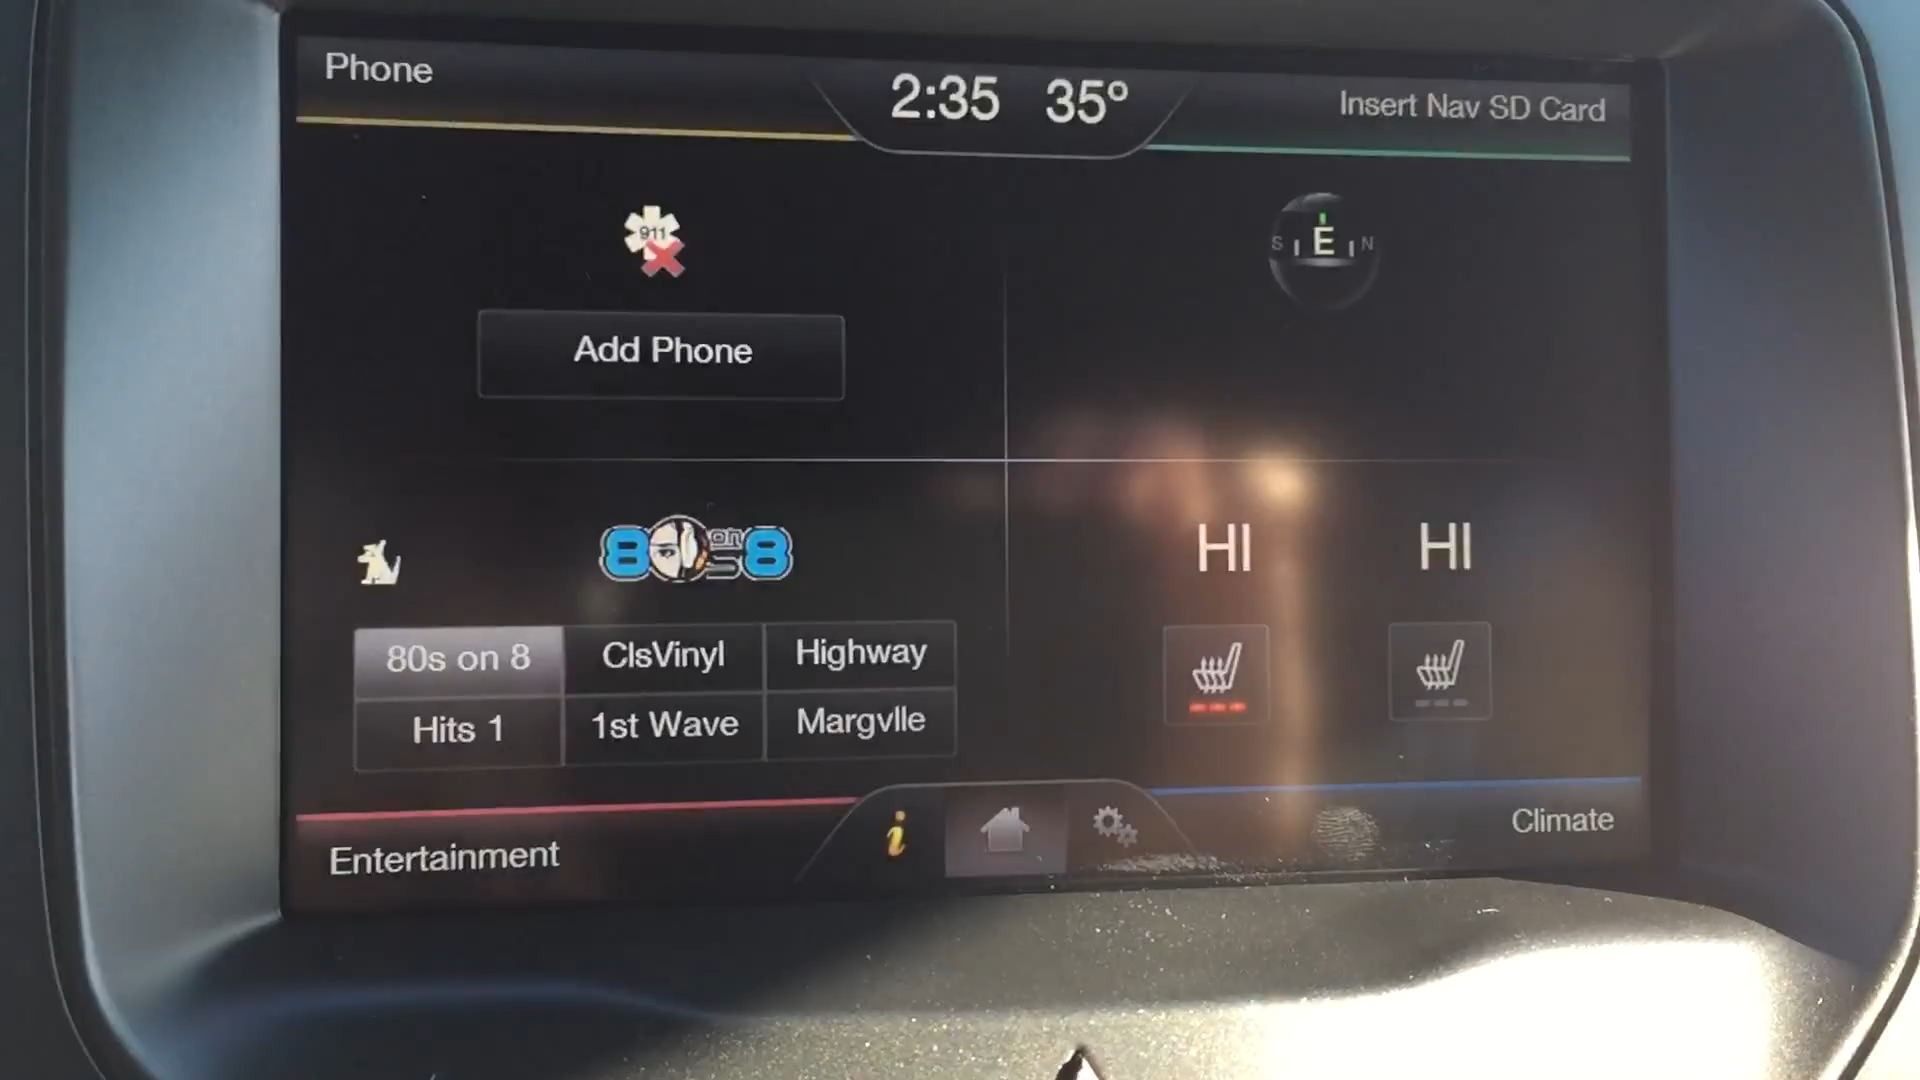 Phone
2:35 35°
Insert Nav SD Card
911
S E N
Add Phone
80 on 8
HI HI
80s on 8 ClsVinyl Highway
Hits 1 1st Wave Margvlle
i
Entertainment
Climate